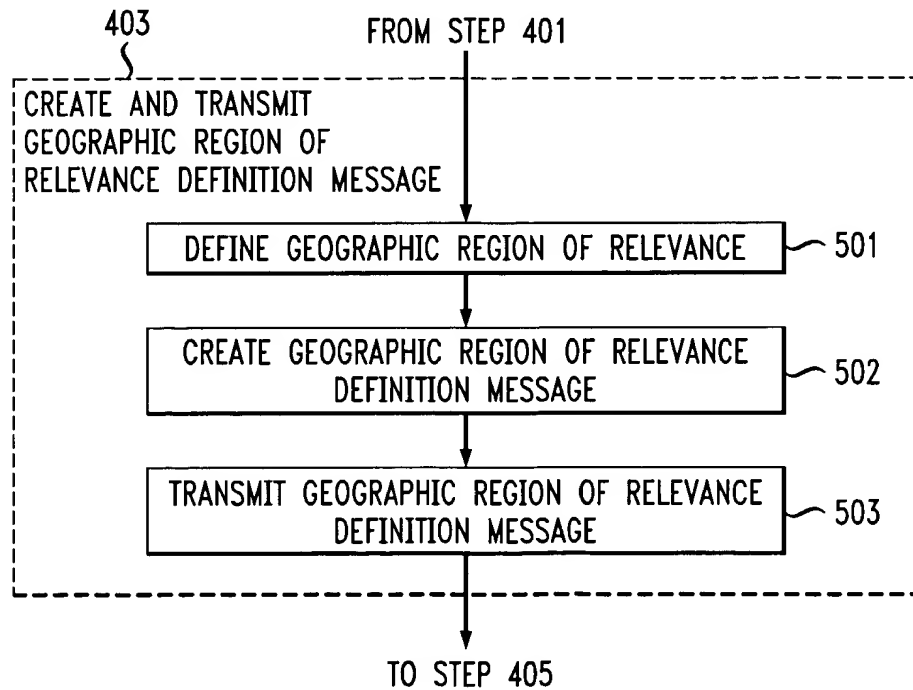 403
FROM STEP 401
CREATE AND TRANSMIT
GEOGRAPHIC REGION OF
RELEVANCE DEFINITION MESSAGE
DEFINE GEOGRAPHIC REGION OF RELEVANCE
501
CREATE GEOGRAPHIC REGION OF RELEVANCE
DEFINITION MESSAGE
502
TRANSMIT GEOGRAPHIC REGION OF RELEVANCE
DEFINITION MESSAGE
503
TO STEP 405